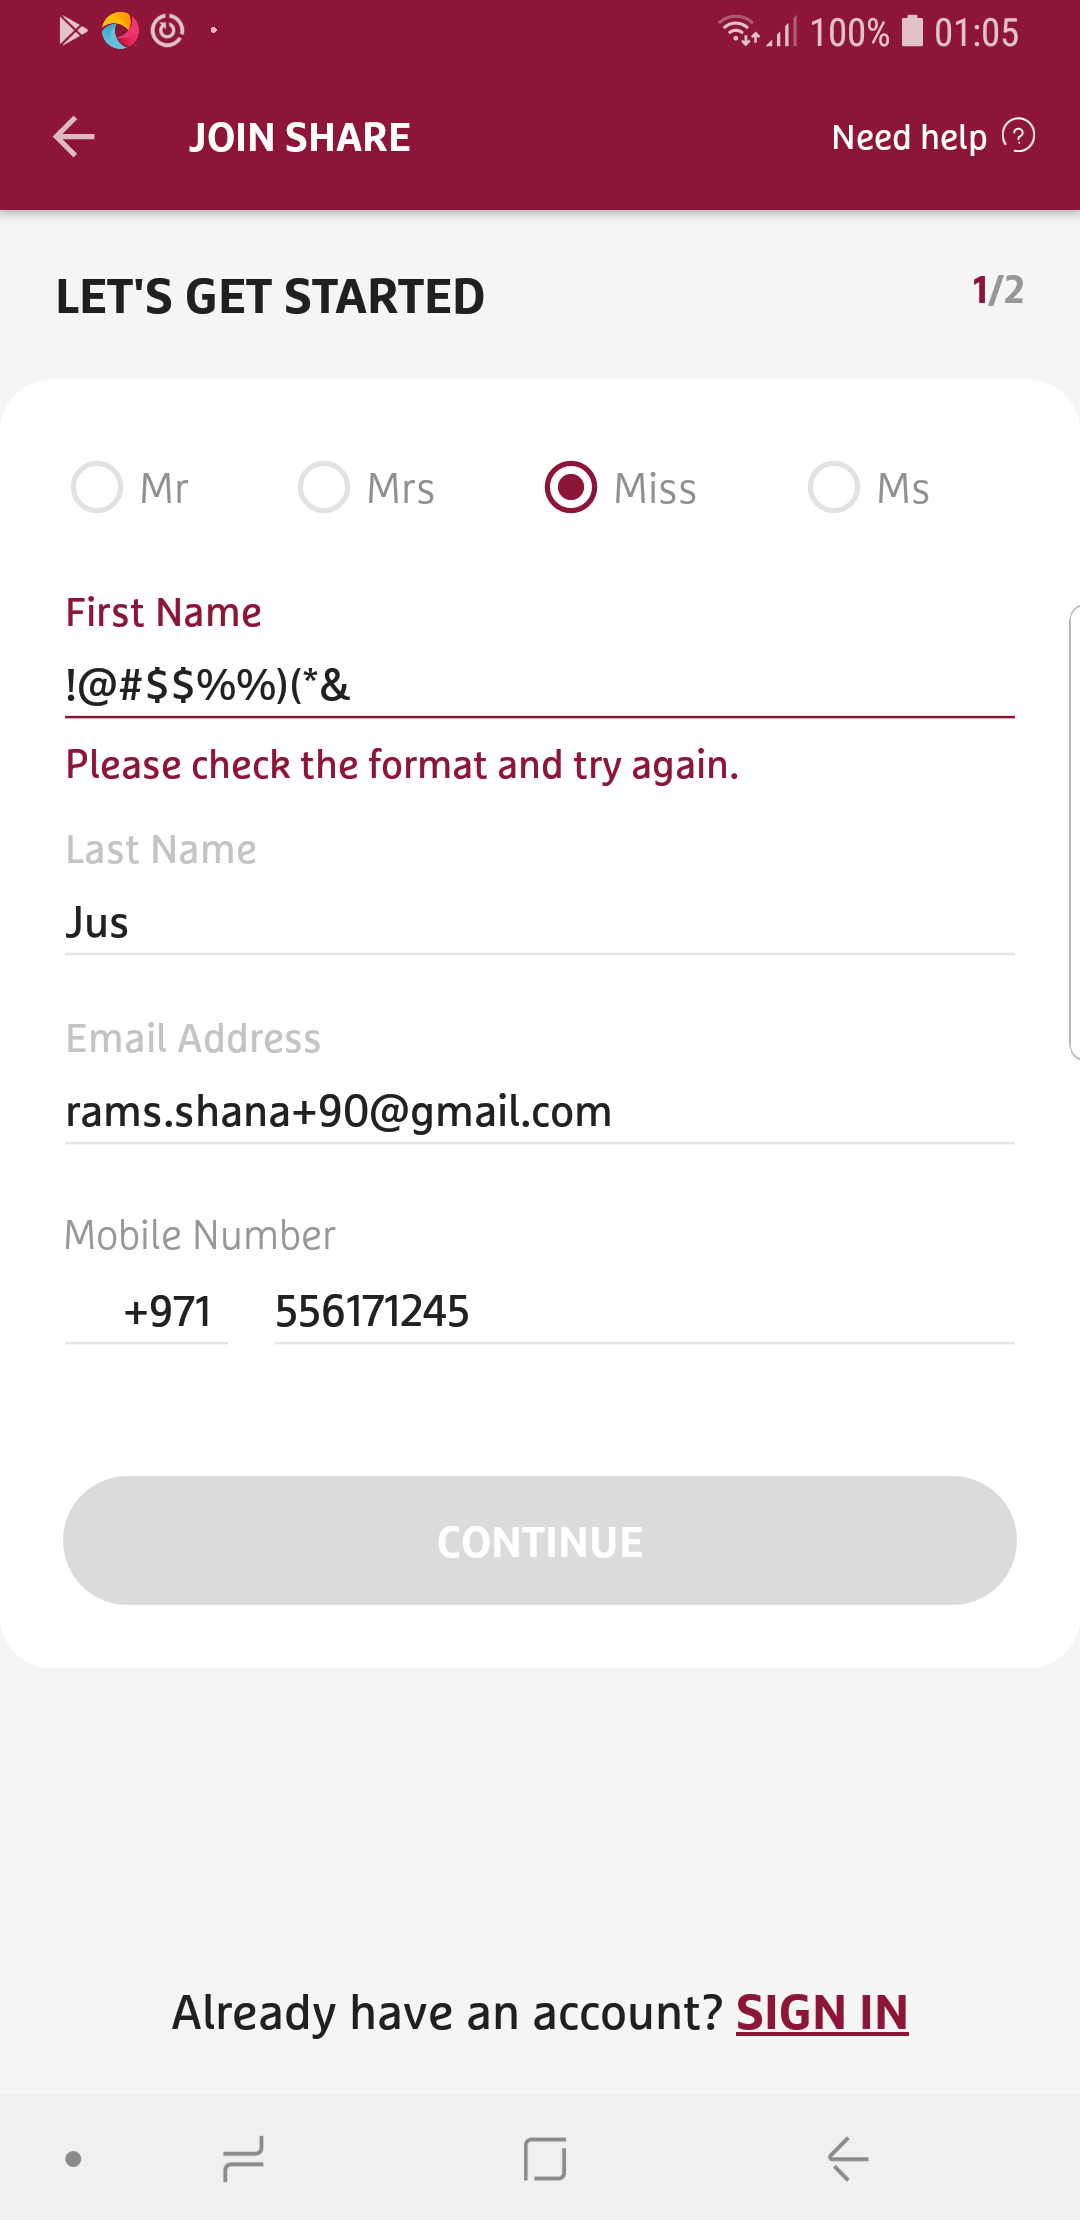 100% 01:05
JOIN SHARE Need help ?
LET'S GET STARTED 1/2
Mr Mrs Miss Ms
First Name
!@#$$%%)(*&
Please check the format and try again.
Last Name
Jus
Email Address
rams.shana+90@gmail.com
Mobile Number
+971 556171245
CONTINUE
Already have an account? SIGN IN